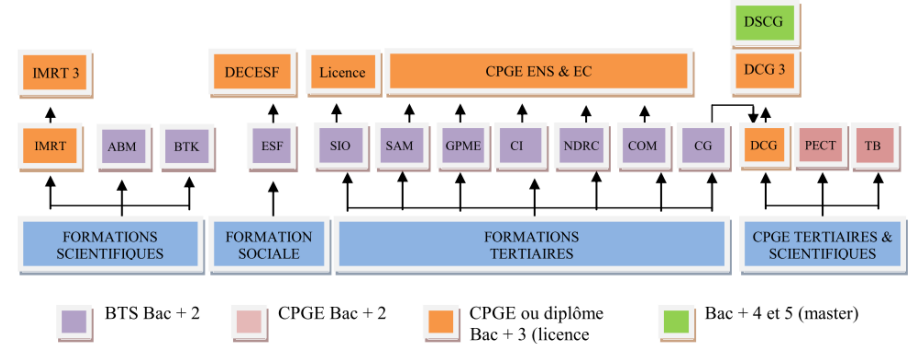 DSCG
IMRT 3
DECESF
Licence
CPGE ENS & EC
DCG 3
IMRT
ABM
BTK
ESF
SIO
SAM
GPME
CI
NDRC
COM
CG
DCG
PECT
TB
FORMATIONS
SCIENTIFIQUES
FORMATION
SOCIALE
FORMATIONS
TERTIAIRES
CPGE TERTIAIRES &
SCIENTIFIQUES
BTS Bac + 2
CPGE Bac + 2
CPGE ou diplôme
Bac + 3 (licence
Bac + 4 et 5 (master)